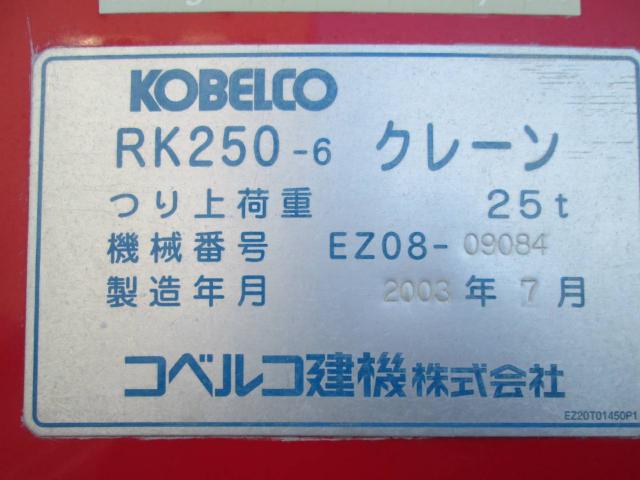 KOBELCO
RK250-6 クレーン
つり上荷重 25t
機械番号 EZ08-09084
製造年月 2003年7月
コベルコ建機株式会社
EZ20T01450P1